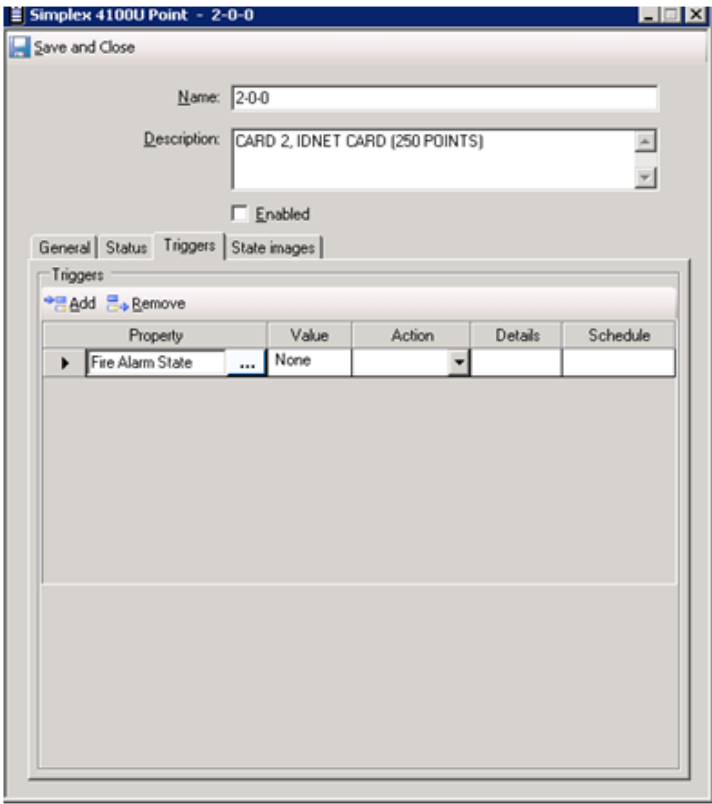 Simplex 4100U Point - 2-0-0
Save and Close
Name: 2-0-0
Description: CARD 2, IDNET CARD (250 POINTS)
Enabled
General Status Triggers State images
Triggers
Add Remove
Property Value Action Details Schedule
Fire Alarm State ... None